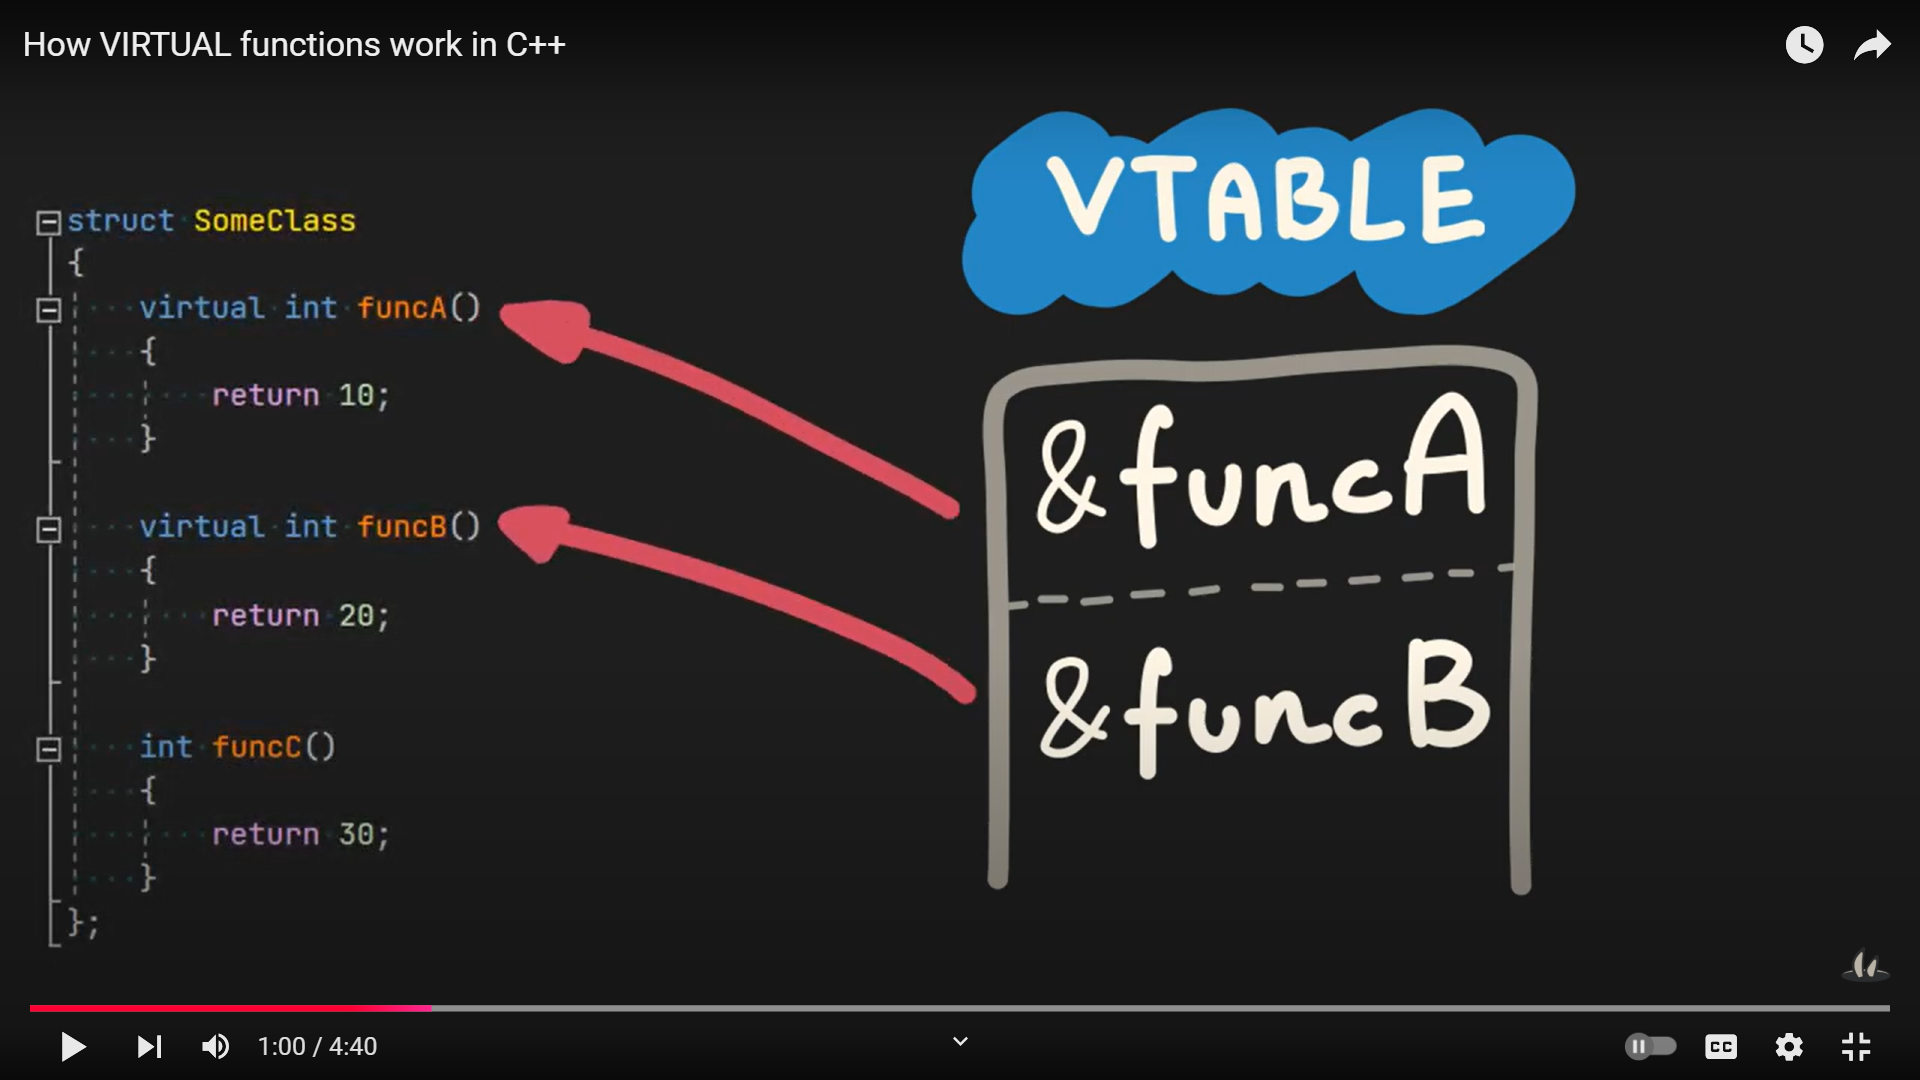 How VIRTUAL functions work in C++
struct SomeClass
{
virtual int funcA()
{
return 10;
}
virtual int funcB()
{
return 20;
}
int funcC()
{
return 30;
}
};
VTABLE
&funcA
&funcB
1:00 / 4:40
CC